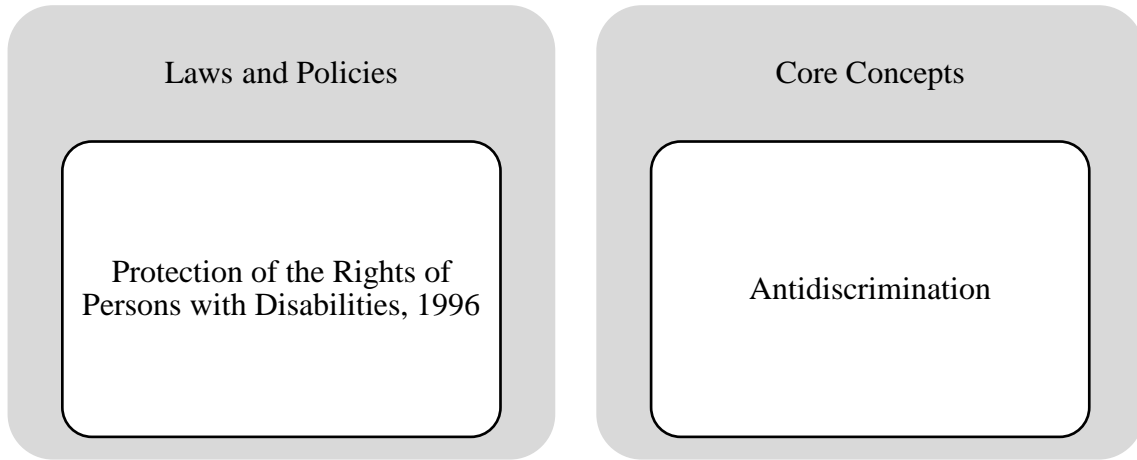 Laws and Policies
Protection of the Rights of
Persons with Disabilities, 1996
Core Concepts
Antidiscrimination